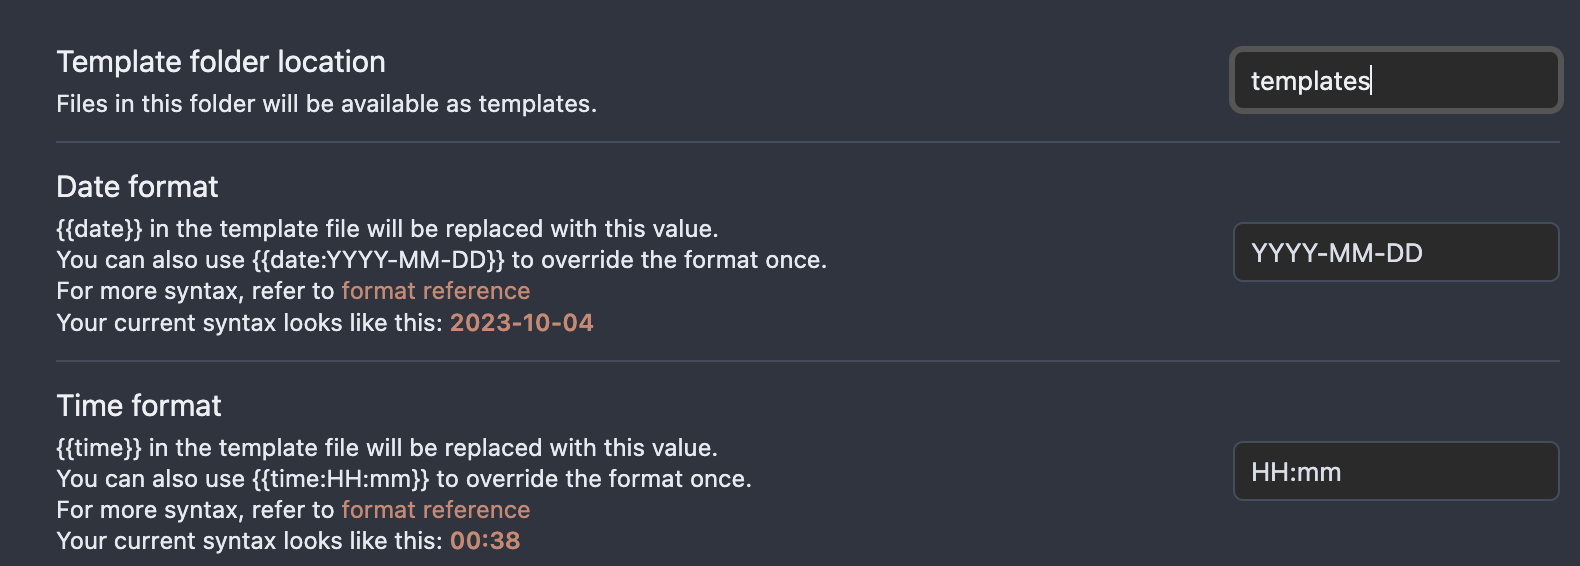 Template folder location
Files in this folder will be available as templates.
templates
Date format
{{date}} in the template file will be replaced with this value.
You can also use {{date:YYYY-MM-DD}} to override the format once.
For more syntax, refer to format reference
Your current syntax looks like this: 2023-10-04
YYYY-MM-DD
Time format
{{time}} in the template file will be replaced with this value.
You can also use {{time:HH:mm}} to override the format once.
For more syntax, refer to format reference
Your current syntax looks like this: 00:38
HH:mm